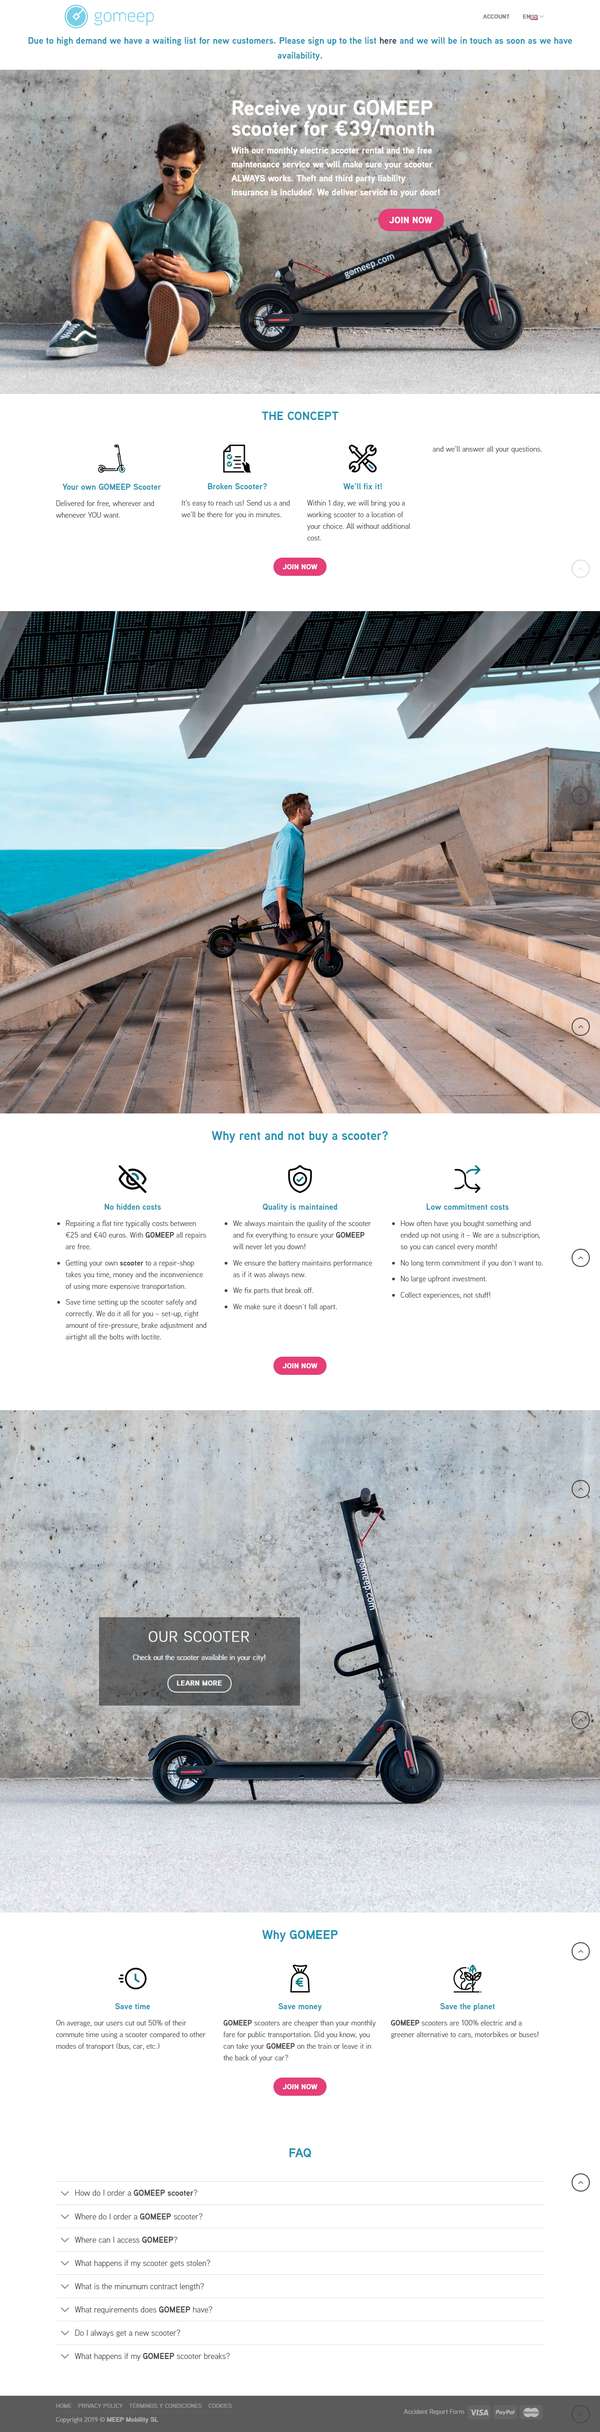 gomeep
ACCOUNT
Due to high demand we have a waiting list for new customers. Please sign up to the list here and we will be in touch as soon as we have
availability.
Receive your GOMEEP
scooter for €39/month
With our monthly electric scooter rental and the free
maintenance service we will make sure your scooter
ALWAYS works. Theft and third party liability
insurance is included. We deliver service to your door!
JOIN NOW
gomeep.com
THE CONCEPT
Your own GOMEEP Scooter
Delivered for free, wherever and
whenever YOU want.
Broken Scooter?
It's easy to reach us! Send us a and
we'll be there for you in minutes.
We'll fix it!
Within 1 day, we will bring you a
working scooter to a location of
your choice. All without additional
cost.
and we'll answer all your questions.
JOIN NOW
gomeep
Why rent and not buy a scooter?
No hidden costs
Repairing a flat tire typically costs between
€25 and €40 euros. With GOMEEP all repairs
are free.
Getting your own scooter to a repair-shop
takes you time, money and the inconvenience
of using more expensive transportation.
Save time setting up the scooter safely and
correctly. We do it all for you – set-up, right
amount of tire-pressure, brake adjustment and
airtight all the bolts with loctite.
Quality is maintained
We always maintain the quality of the scooter
and fix everything to ensure your GOMEEP
will never let you down!
We ensure the battery maintains performance
as if it was always new.
We fix parts that break off.
We make sure it doesn't fall apart.
Low commitment costs
How often have you bought something and
ended up not using it – We are a subscription,
so you can cancel every month!
No long term commitment if you don't want to.
No large upfront investment.
Collect experiences, not stuff!
JOIN NOW
gomeep.com
OUR SCOOTER
Check out the scooter available in your city!
LEARN MORE
Why GOMEEP
Save time
On average, our users cut out 50% of their
commute time using a scooter compared to other
modes of transport (bus, car, etc.)
Save money
GOMEEP scooters are cheaper than your monthly
fare for public transportation. Did you know, you
can take your GOMEEP on the train or leave it in
the back of your car?
Save the planet
GOMEEP scooters are 100% electric and a
greener alternative to cars, motorbikes or buses!
JOIN NOW
FAQ
How do I order a GOMEEP scooter?
Where do I order a GOMEEP scooter?
Where can I access GOMEEP?
What happens if my scooter gets stolen?
What is the minumum contract length?
What requirements does GOMEEP have?
Do I always get a new scooter?
What happens if my GOMEEP scooter breaks?
HOME PRIVACY POLICY TÉRMINOS Y CONDICIONES COOKIES
Copyright 2019 © MEEP Mobility SL
Accident Report Form VISA PayPal